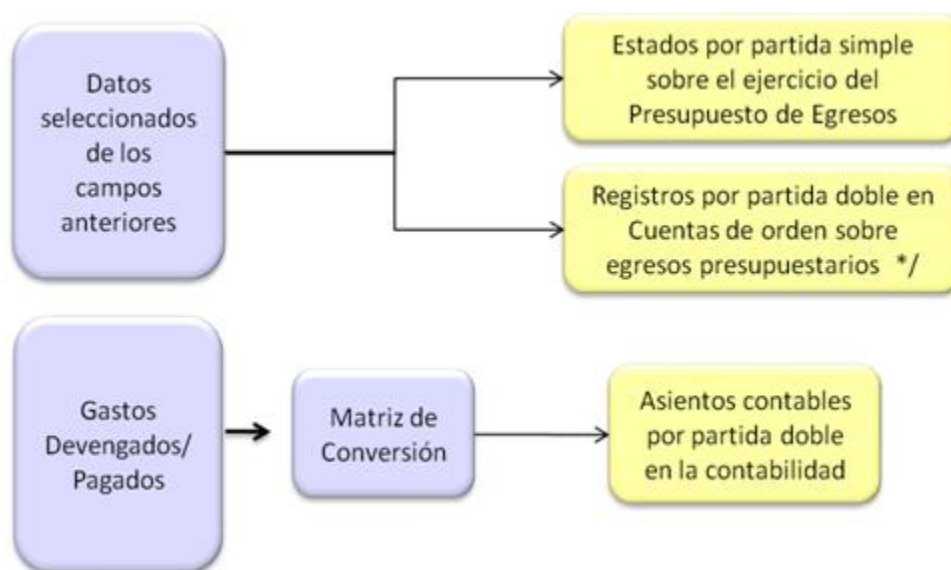 Datos
seleccionados
de los
campos
anteriores
Estados por partida simple
sobre el ejercicio del
Presupuesto de Egresos
Registros por partida doble en
Cuentas de orden sobre
egresos presupuestarios */
Gastos
Devengados/
Pagados
Matriz de
Conversión
Asientos contables
por partida doble
en la contabilidad